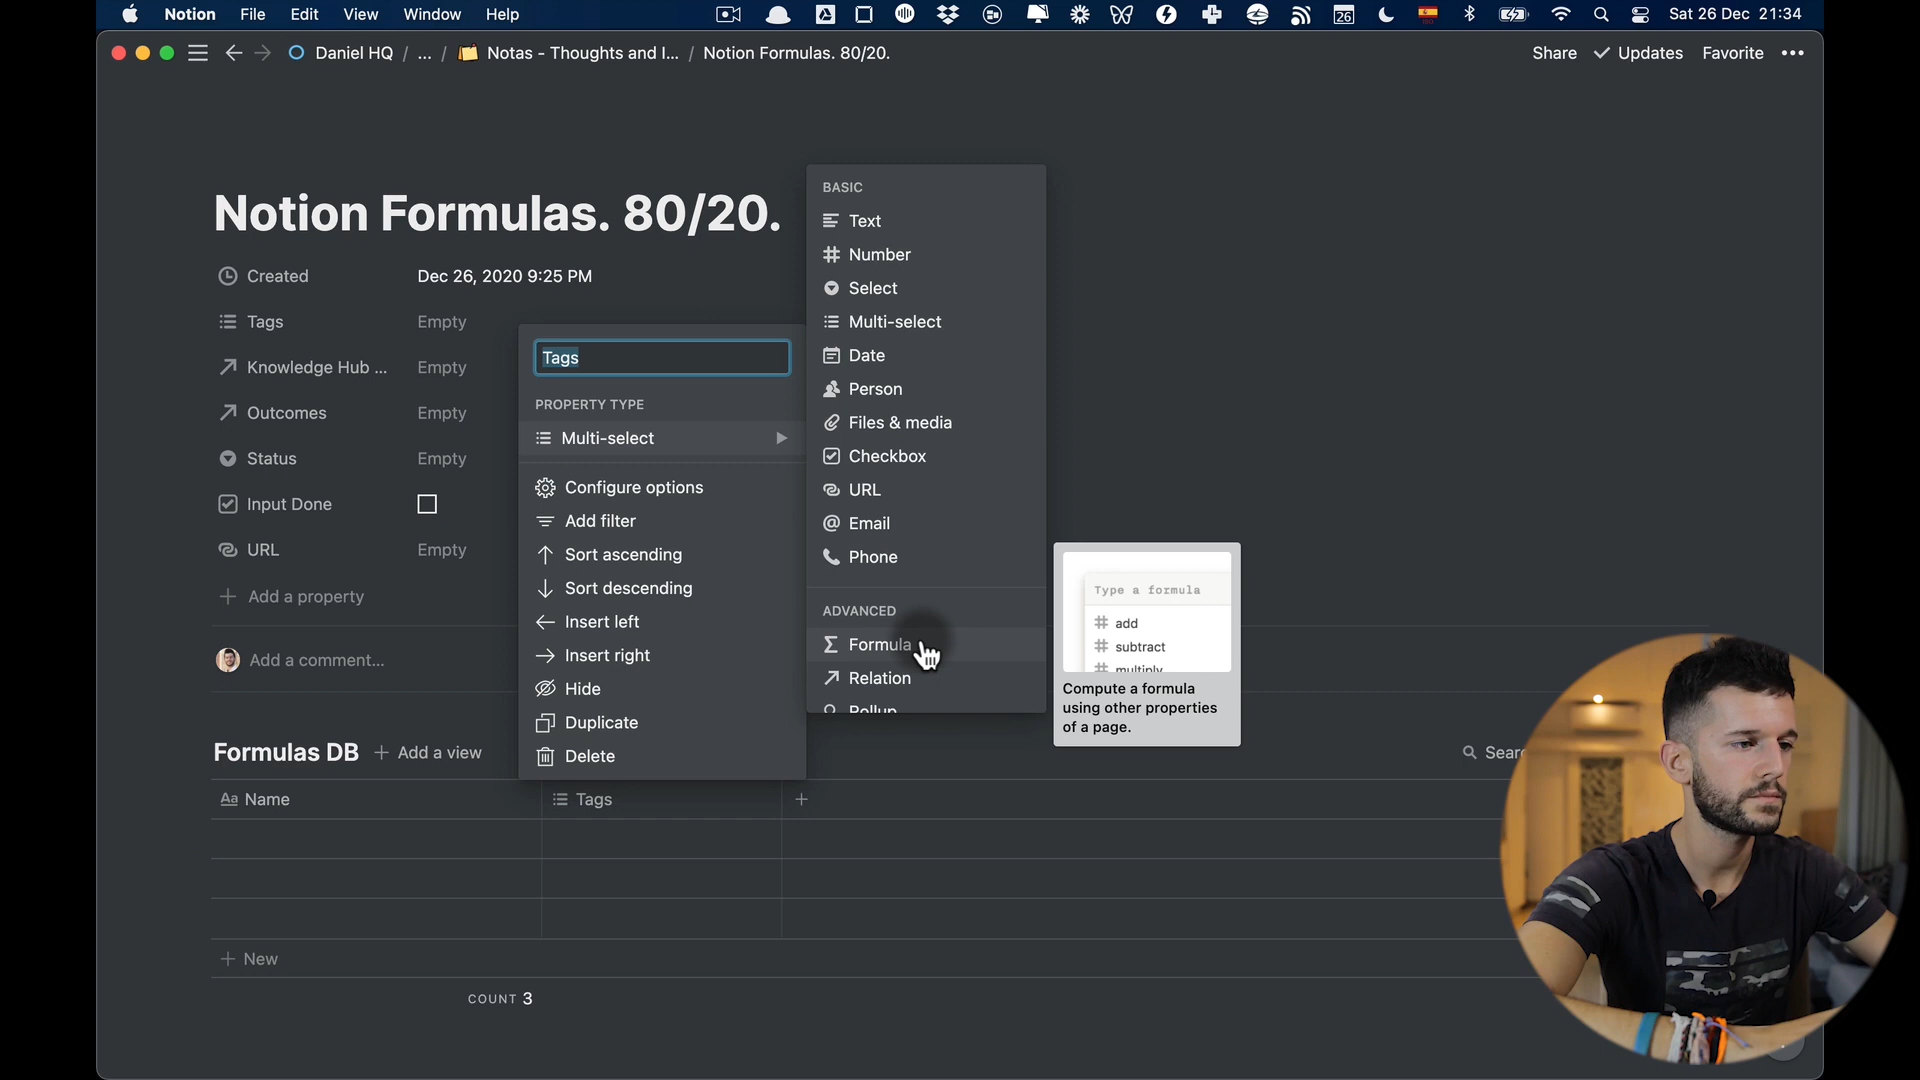 Notion File Edit View Window Help
26
Sat 26 Dec 21:34
Daniel HQ / ... / Notas - Thoughts and I... / Notion Formulas. 80/20.
Share Updates Favorite
Notion Formulas. 80/20.
Created Dec 26, 2020 9:25 PM
Tags Empty
Knowledge Hub ... Empty
Outcomes Empty
Status Empty
Input Done
URL Empty
Add a property
Add a comment...
Tags
PROPERTY TYPE
Multi-select
Configure options
Add filter
Sort ascending
Sort descending
Insert left
Insert right
Hide
Duplicate
Delete
BASIC
Text
Number
Select
Multi-select
Date
Person
Files & media
Checkbox
URL
Email
Phone
ADVANCED
Formula
Relation
Rollup
Type a formula
add
subtract
multiply
Compute a formula
using other properties
of a page.
Formulas DB + Add a view
Sear
Aa Name Tags +
+ New
COUNT 3